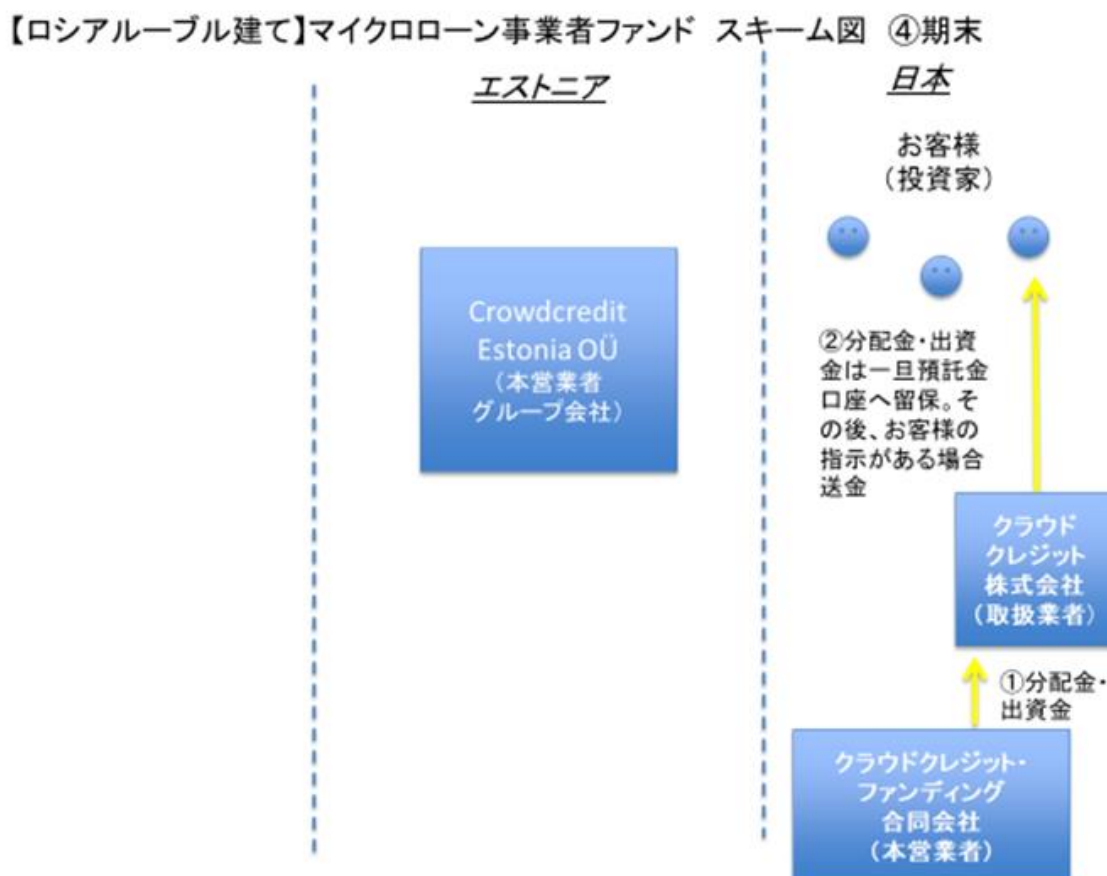 【ロシアルーブル建て】マイクロローン事業者ファンド スキーム図 ④期末
エストニア
日本
お客様
（投資家）
Crowdcredit
Estonia OÜ
（本営業者
グループ会社）
②分配金・出資
金は一旦預託金
口座へ留保。そ
の後、お客様の
指示がある場合
送金
クラウド
クレジット
株式会社
（取扱業者）
①分配金・
出資金
クラウドクレジット・
ファンディング
合同会社
（本営業者）